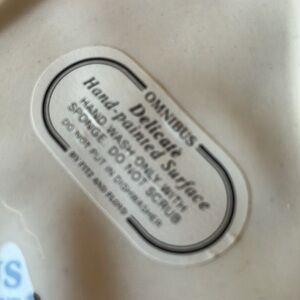 OMNIBUS
Delicate
Hand-painted Surface
HAND WASH ONLY WITH
SPONGE. DO NOT SCRUB
DO NOT PUT IN DISHWASHER
BY FITZ AND FLOYD
US